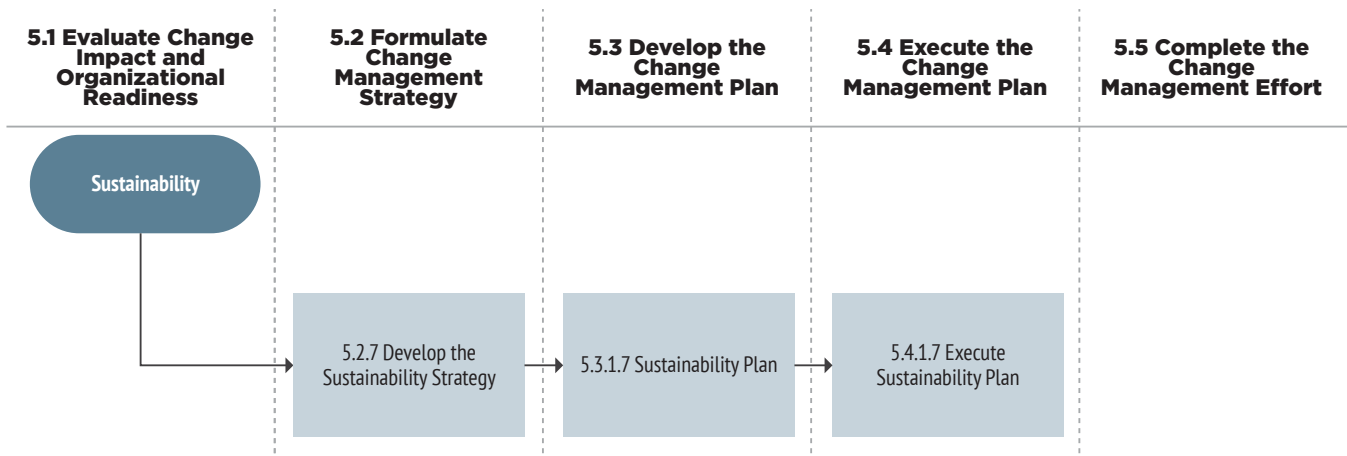 5.1 Evaluate Change
Impact and
Organizational
Readiness
5.2 Formulate
Change
Management
Strategy
5.3 Develop the
Change
Management Plan
5.4 Execute the
Change
Management Plan
5.5 Complete the
Change
Management Effort
Sustainability
5.2.7 Develop the
Sustainability Strategy
5.3.1.7 Sustainability Plan
5.4.1.7 Execute
Sustainability Plan